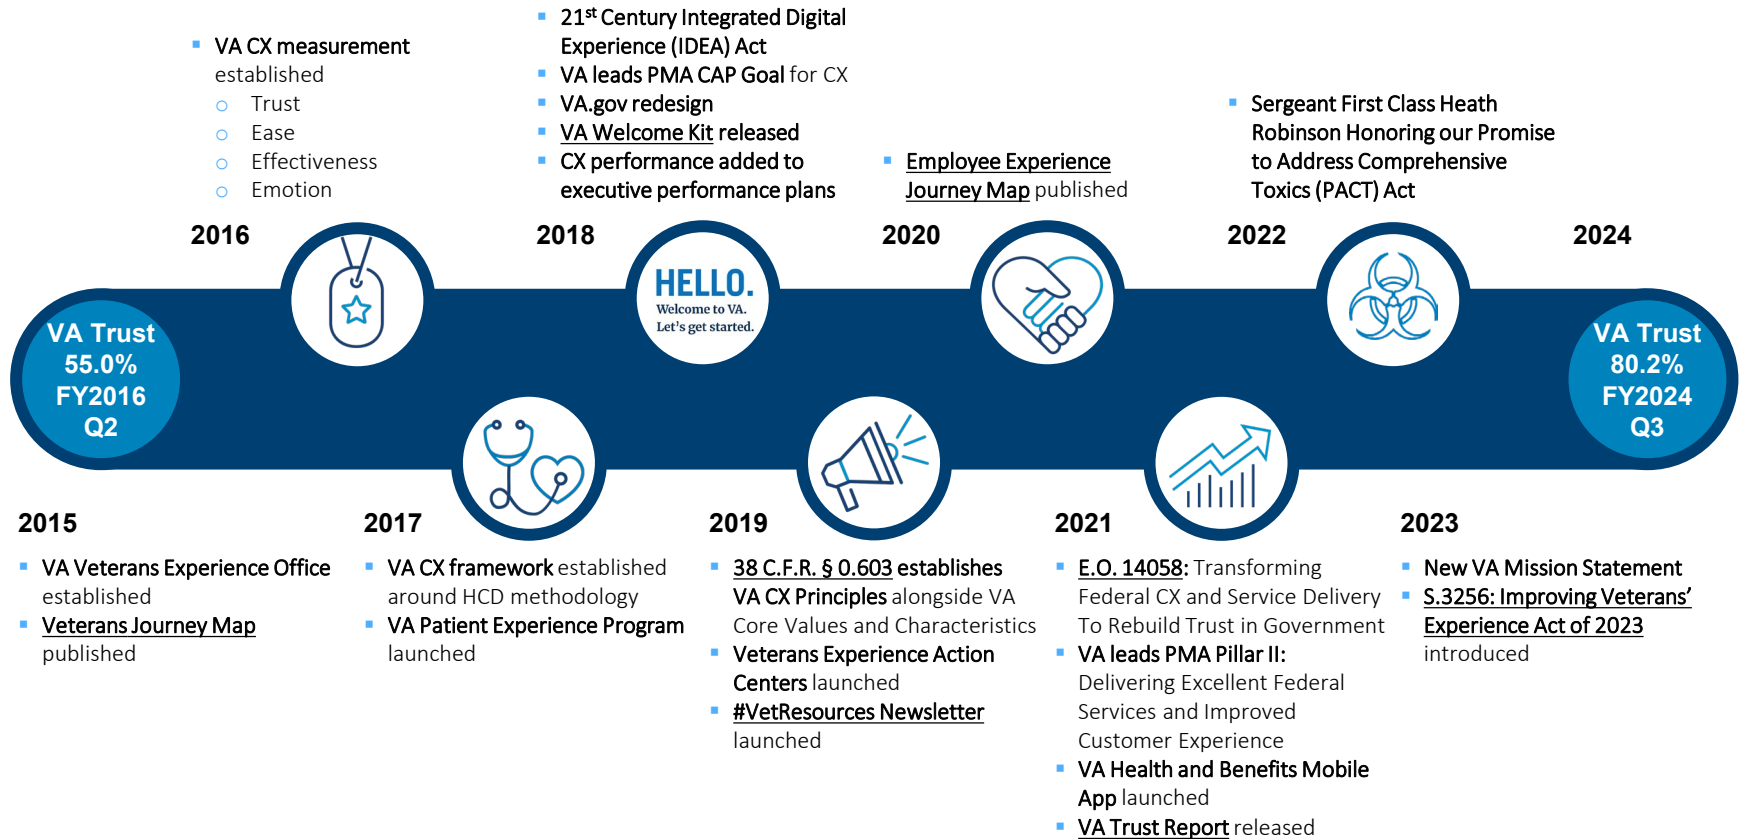 VA Trust
55.0%
FY2016
Q2
2015
VA Veterans Experience Office
established
Veterans Journey Map
published
VA CX measurement
established
Trust
Ease
Effectiveness
Emotion
2016
2017
VA CX framework established
around HCD methodology
VA Patient Experience Program
launched
21st Century Integrated Digital
Experience (IDEA) Act
VA leads PMA CAP Goal for CX
VA.gov redesign
VA Welcome Kit released
CX performance added to
executive performance plans
2018
HELLO.
Welcome to VA.
Let's get started.
2019
38 C.F.R. § 0.603 establishes
VA CX Principles alongside VA
Core Values and Characteristics
Veterans Experience Action
Centers launched
#VetResources Newsletter
launched
Employee Experience
Journey Map published
2020
2021
E.O. 14058: Transforming
Federal CX and Service Delivery
To Rebuild Trust in Government
VA leads PMA Pillar II:
Delivering Excellent Federal
Services and Improved
Customer Experience
VA Health and Benefits Mobile
App launched
VA Trust Report released
Sergeant First Class Heath
Robinson Honoring our Promise
to Address Comprehensive
Toxics (PACT) Act
2022
2023
New VA Mission Statement
S.3256: Improving Veterans'
Experience Act of 2023
introduced
2024
VA Trust
80.2%
FY2024
Q3